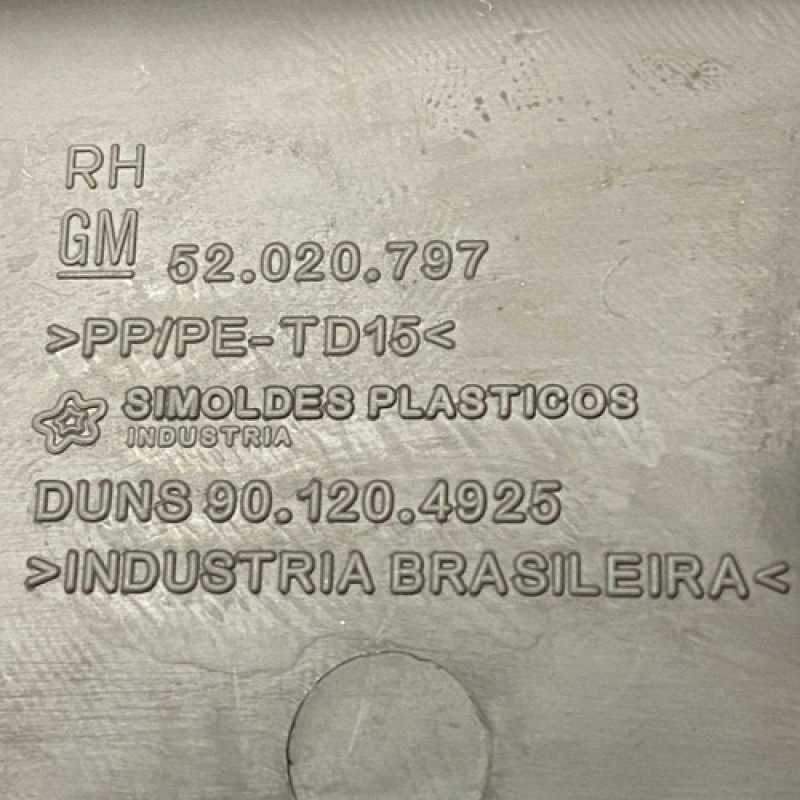 RH
GM 52.020.797
>PP/PE-TD15<
SIMOLDES PLASTICOS
INDUSTRIA
DUNS 90.120.4925
>INDUSTRIA BRASILEIRA<